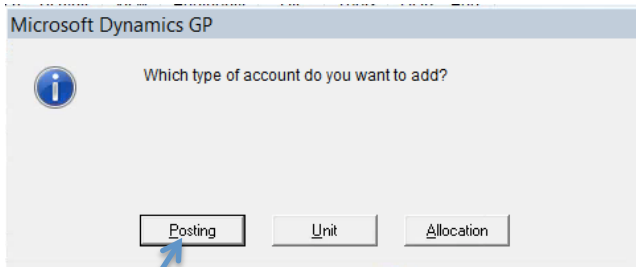 Microsoft Dynamics GP
Which type of account do you want to add?
Posting Unit Allocation